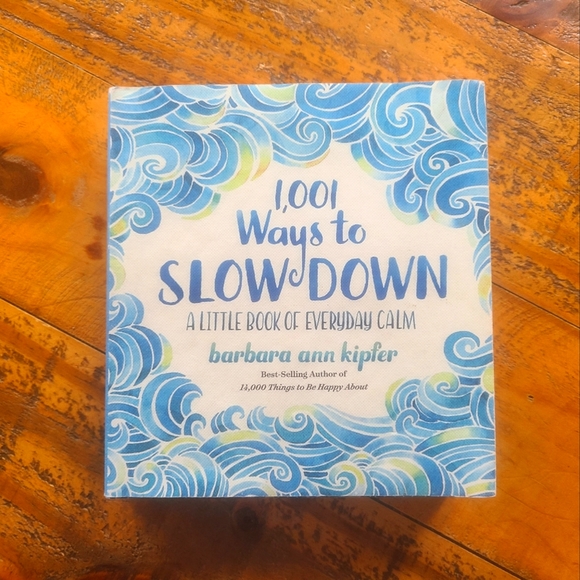 1,001
Ways to
SLOW DOWN
A LITTLE BOOK OF EVERYDAY CALM
barbara ann kipfer
Best-Selling Author of
14,000 Things to Be Happy About